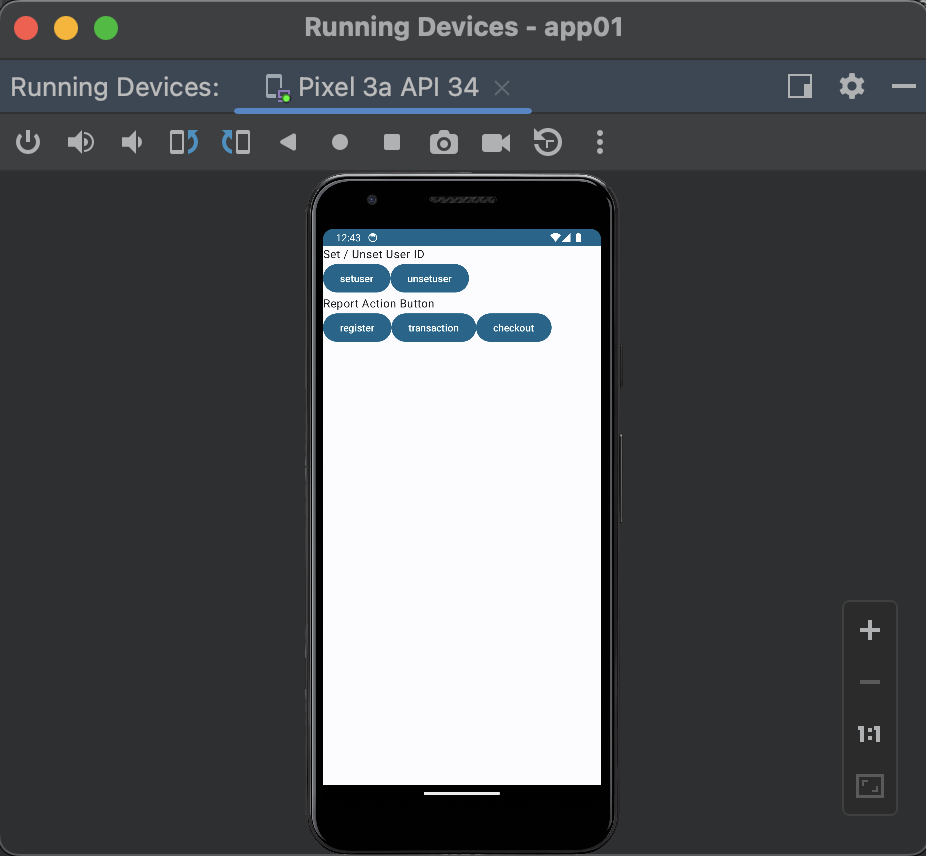 Running Devices - app01
Running Devices: Pixel 3a API 34
12:43
Set / Unset User ID
setuser unsetuser
Report Action Button
register transaction checkout
1:1